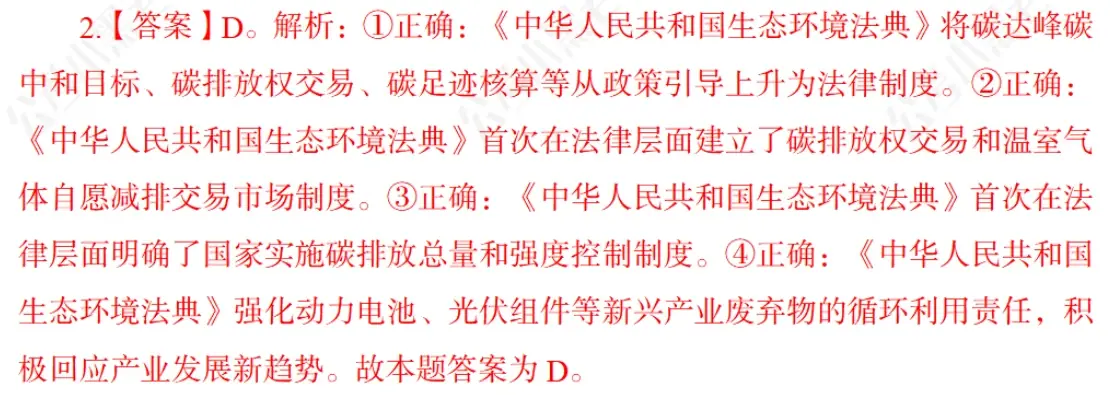 2.【答案】D。解析：①正确：《中华人民共和国生态环境法典》将碳达峰碳
中和目标、碳排放权交易、碳足迹核算等从政策引导上升为法律制度。②正确：
《中华人民共和国生态环境法典》首次在法律层面建立了碳排放权交易和温室气
体自愿减排交易市场制度。③正确：《中华人民共和国生态环境法典》首次在法
律层面明确了国家实施碳排放总量和强度控制制度。④正确：《中华人民共和国
生态环境法典》强化动力电池、光伏组件等新兴产业废弃物的循环利用责任，积
极回应产业发展新趋势。故本题答案为 D。